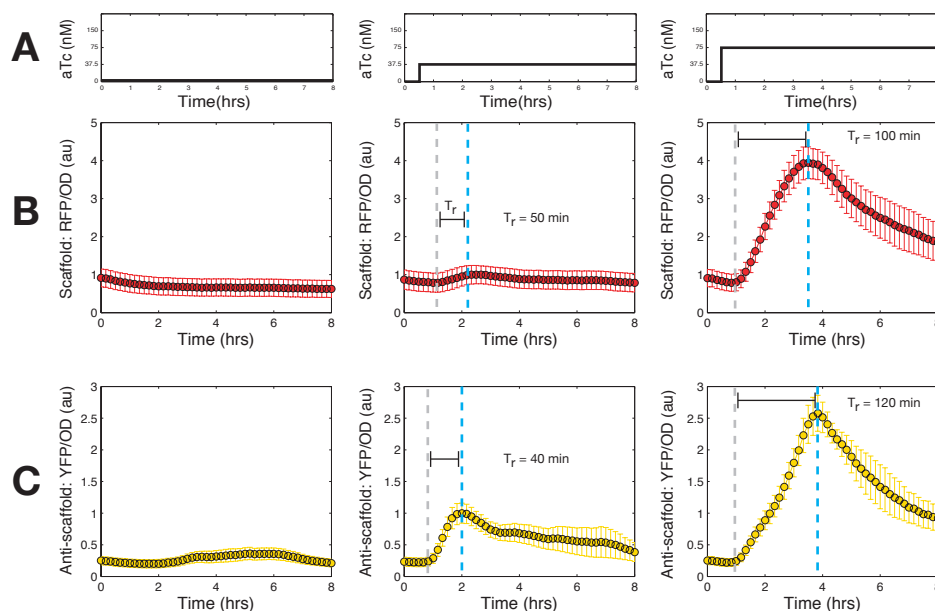 A
aTc (nM)
150
75
37.5
0
0 1 2 3 4 5 6 7 8
Time(hrs)
aTc (nM)
150
75
37.5
0
0 1 2 3 4 5 6 7 8
Time(hrs)
aTc (nM)
150
75
37.5
0
0 1 2 3 4 5 6 7 8
Time(hrs)
B
Scaffold: RFP/OD (au)
5
4
3
2
1
0
0 2 4 6 8
Time (hrs)
Scaffold: RFP/OD (au)
5
4
3
2
1
0
Tr
Tr = 50 min
0 2 4 6 8
Time (hrs)
Scaffold: RFP/OD (au)
5
4
3
2
1
0
Tr = 100 min
0 2 4 6 8
Time (hrs)
C
Anti-scaffold: YFP/OD (au)
3
2.5
2
1.5
1
0.5
0
0 2 4 6 8
Time (hrs)
Anti-scaffold: YFP/OD (au)
3
2.5
2
1.5
1
0.5
0
Tr = 40 min
0 2 4 6 8
Time (hrs)
Anti-scaffold: YFP/OD (au)
3
2.5
2
1.5
1
0.5
0
Tr = 120 min
0 2 4 6 8
Time (hrs)